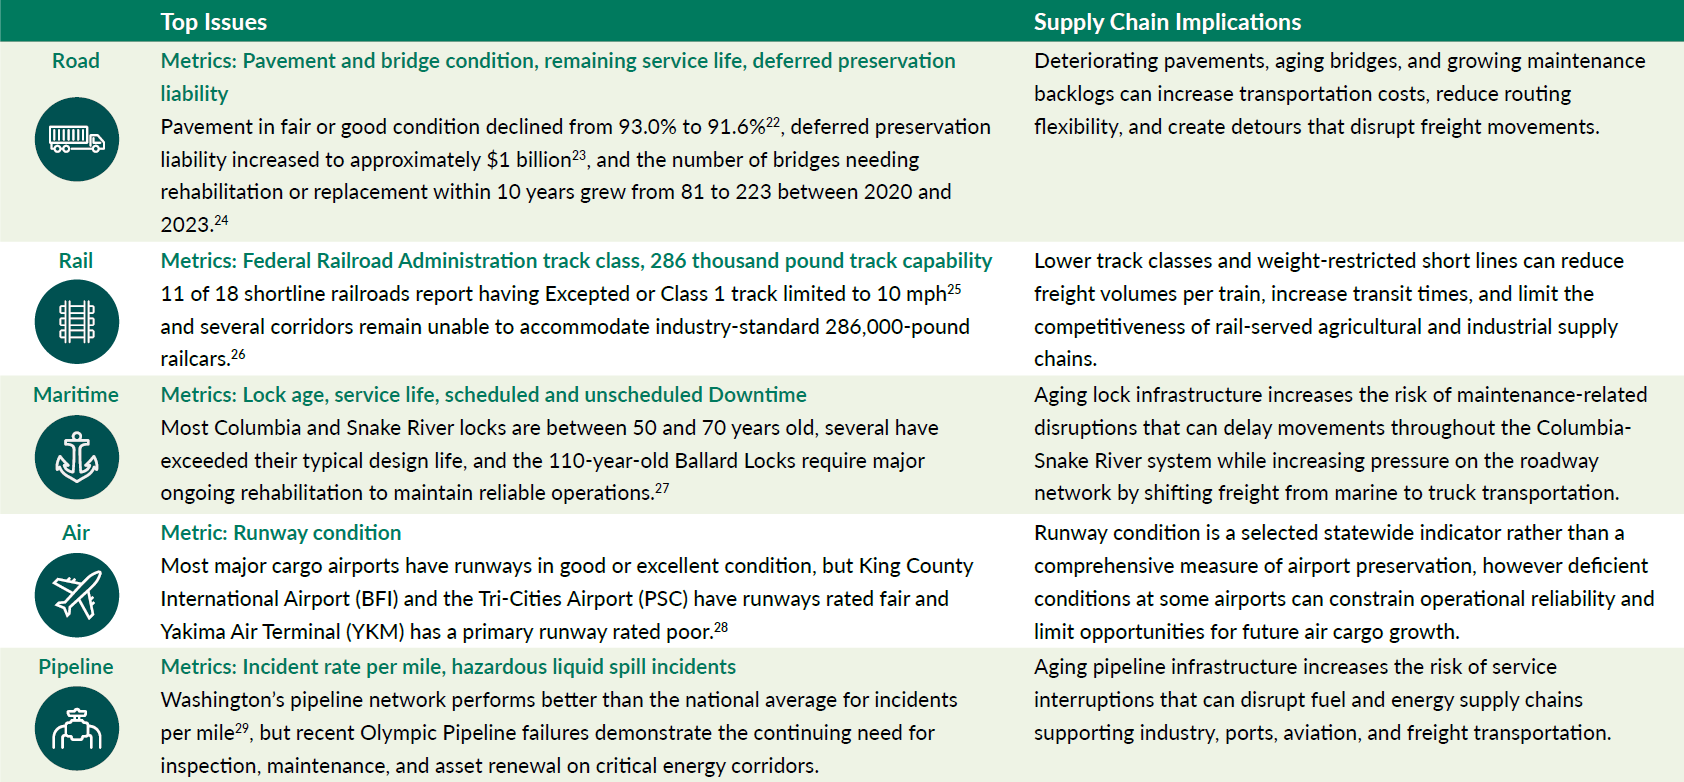 Top Issues
Supply Chain Implications
Road
Metrics: Pavement and bridge condition, remaining service life, deferred preservation
liability
Pavement in fair or good condition declined from 93.0% to 91.6%22, deferred preservation
liability increased to approximately $1 billion23, and the number of bridges needing
rehabilitation or replacement within 10 years grew from 81 to 223 between 2020 and
2023.24
Deteriorating pavements, aging bridges, and growing maintenance
backlogs can increase transportation costs, reduce routing
flexibility, and create detours that disrupt freight movements.
Rail
Metrics: Federal Railroad Administration track class, 286 thousand pound track capability
11 of 18 shortline railroads report having Excepted or Class 1 track limited to 10 mph25
and several corridors remain unable to accommodate industry-standard 286,000-pound
railcars.26
Lower track classes and weight-restricted short lines can reduce
freight volumes per train, increase transit times, and limit the
competitiveness of rail-served agricultural and industrial supply
chains.
Maritime
Metrics: Lock age, service life, scheduled and unscheduled Downtime
Most Columbia and Snake River locks are between 50 and 70 years old, several have
exceeded their typical design life, and the 110-year-old Ballard Locks require major
ongoing rehabilitation to maintain reliable operations.27
Aging lock infrastructure increases the risk of maintenance-related
disruptions that can delay movements throughout the Columbia-
Snake River system while increasing pressure on the roadway
network by shifting freight from marine to truck transportation.
Air
Metric: Runway condition
Most major cargo airports have runways in good or excellent condition, but King County
International Airport (BFI) and the Tri-Cities Airport (PSC) have runways rated fair and
Yakima Air Terminal (YKM) has a primary runway rated poor.28
Runway condition is a selected statewide indicator rather than a
comprehensive measure of airport preservation, however deficient
conditions at some airports can constrain operational reliability and
limit opportunities for future air cargo growth.
Pipeline
Metrics: Incident rate per mile, hazardous liquid spill incidents
Washington’s pipeline network performs better than the national average for incidents
per mile29, but recent Olympic Pipeline failures demonstrate the continuing need for
inspection, maintenance, and asset renewal on critical energy corridors.
Aging pipeline infrastructure increases the risk of service
interruptions that can disrupt fuel and energy supply chains
supporting industry, ports, aviation, and freight transportation.